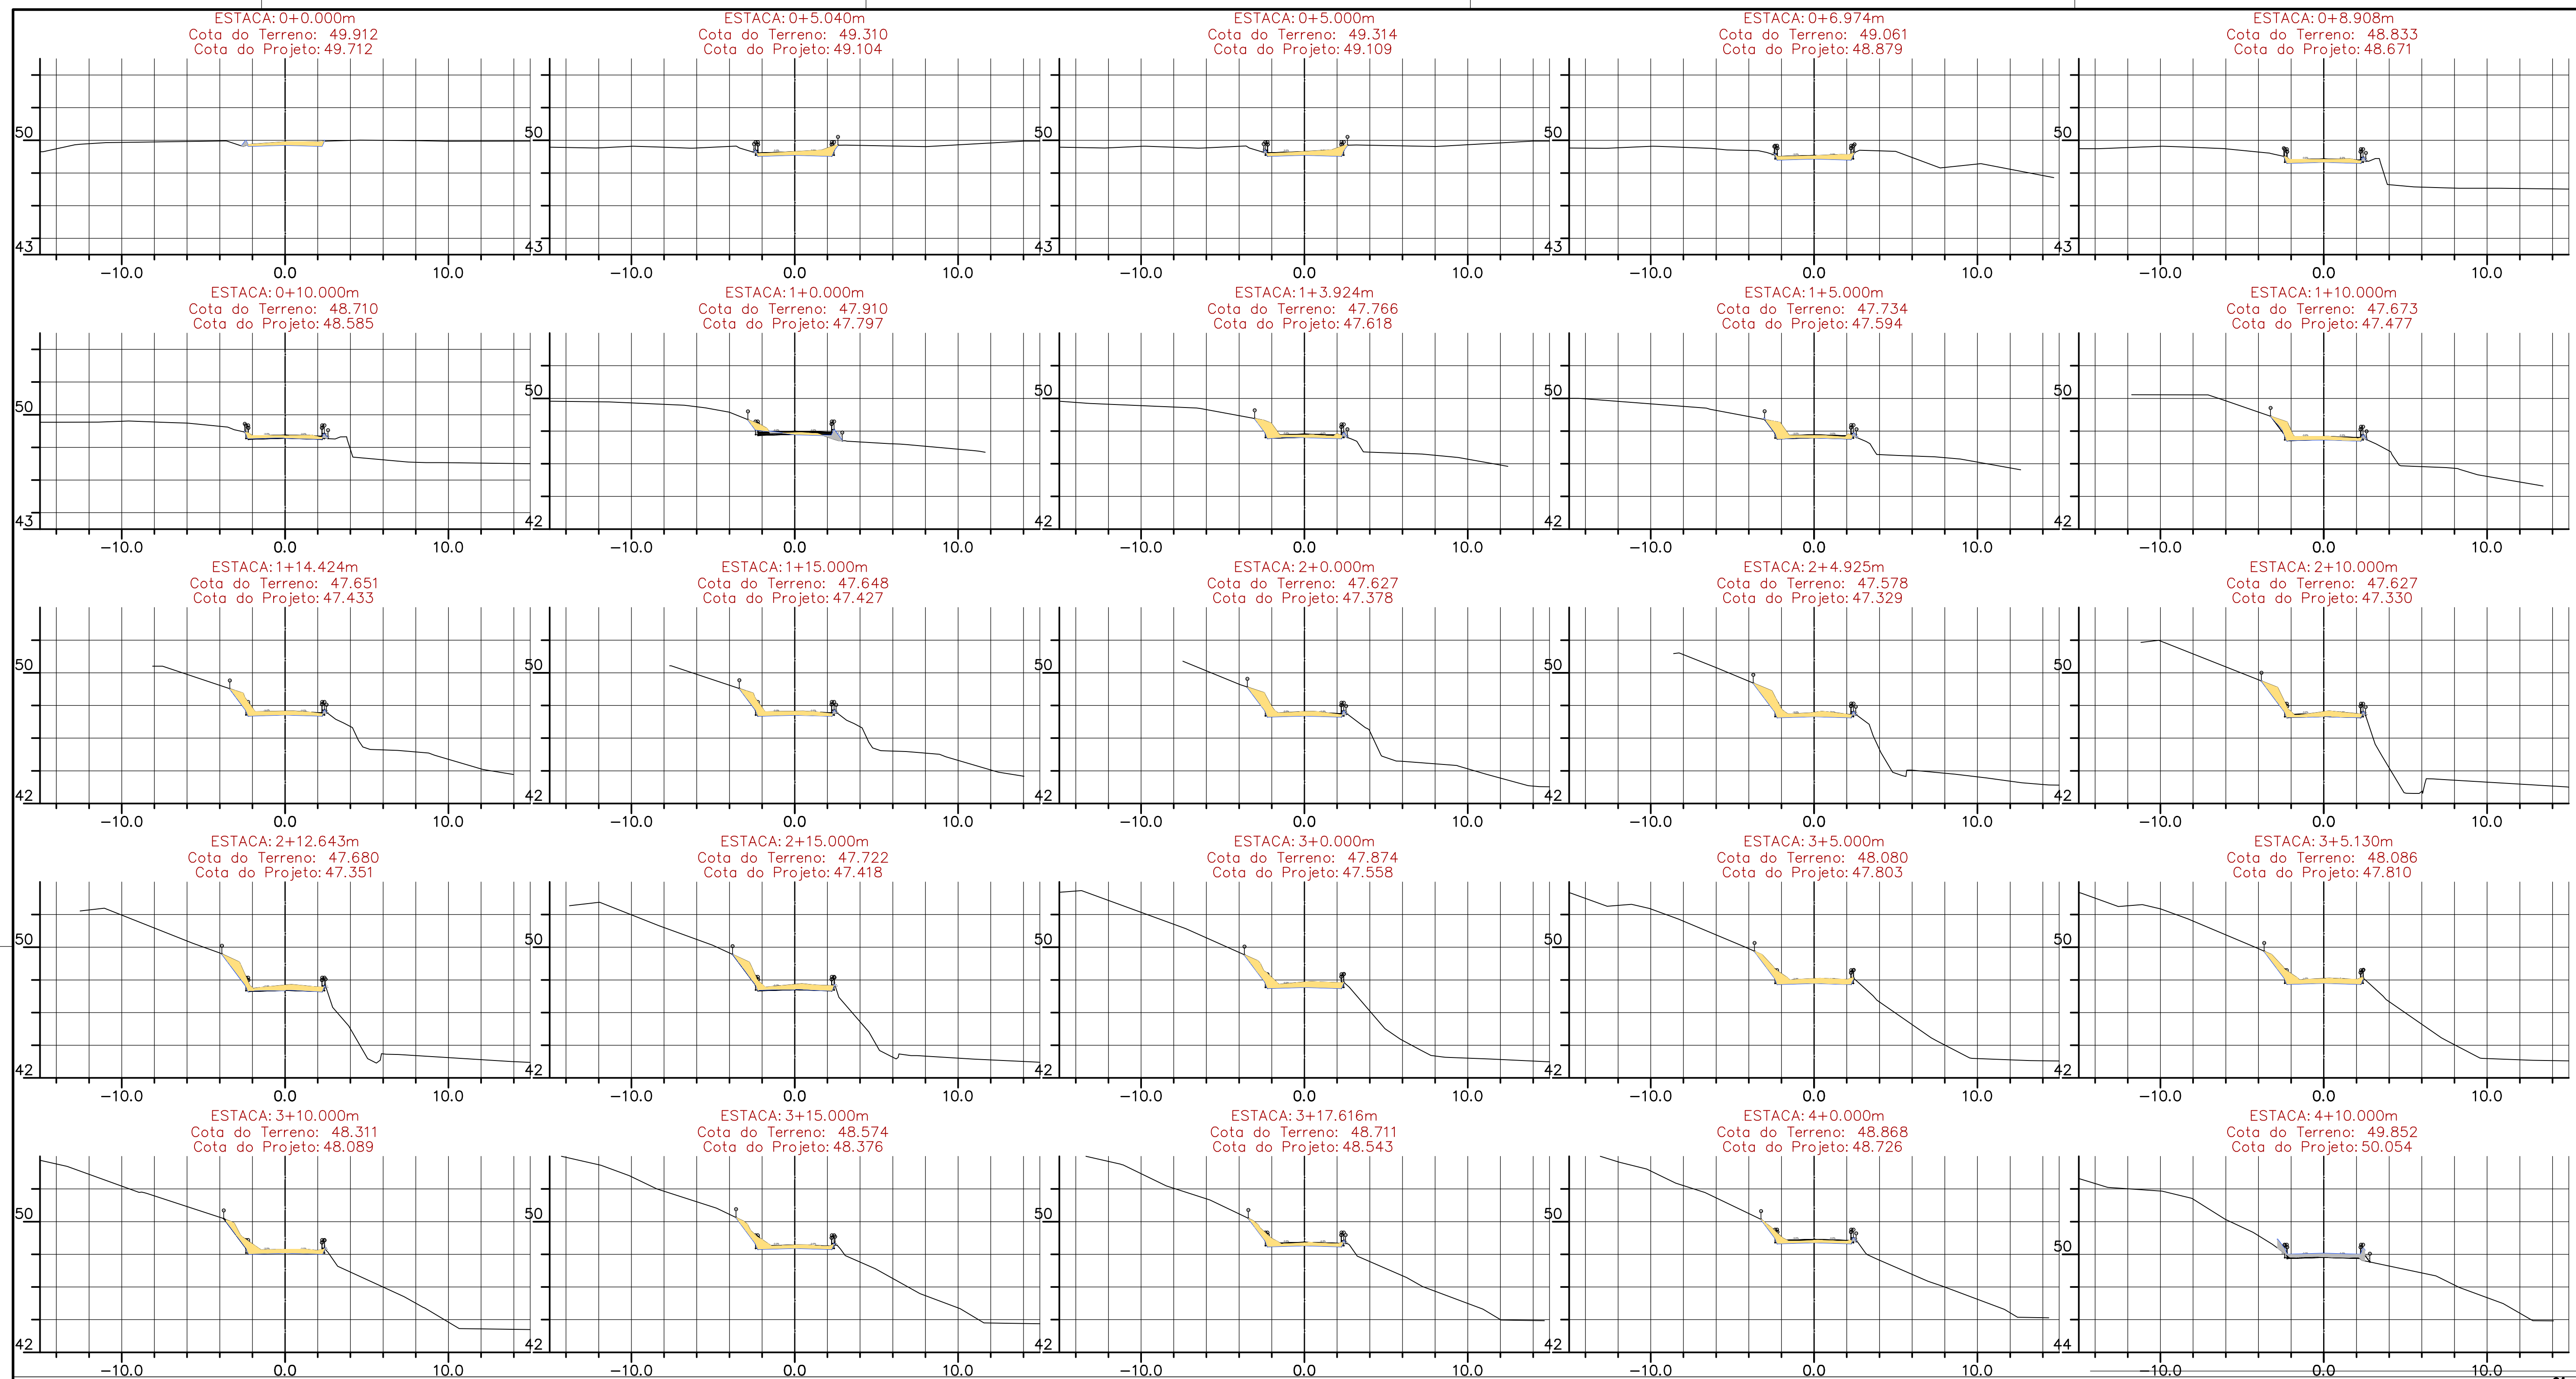 ESTACA: 0+0.000m
Cota do Terreno: 49.912
Cota do Projeto: 49.712
50
43
-10.0 0.0 10.0
ESTACA: 0+5.040m
Cota do Terreno: 49.310
Cota do Projeto: 49.104
50
43
-10.0 0.0 10.0
ESTACA: 0+5.000m
Cota do Terreno: 49.314
Cota do Projeto: 49.109
50
43
-10.0 0.0 10.0
ESTACA: 0+6.974m
Cota do Terreno: 49.061
Cota do Projeto: 48.879
50
43
-10.0 0.0 10.0
ESTACA: 0+8.908m
Cota do Terreno: 48.833
Cota do Projeto: 48.671
50
43
-10.0 0.0 10.0
ESTACA: 0+10.000m
Cota do Terreno: 48.710
Cota do Projeto: 48.585
50
43
-10.0 0.0 10.0
ESTACA: 1+0.000m
Cota do Terreno: 47.910
Cota do Projeto: 47.797
50
42
-10.0 0.0 10.0
ESTACA: 1+3.924m
Cota do Terreno: 47.766
Cota do Projeto: 47.618
50
42
-10.0 0.0 10.0
ESTACA: 1+5.000m
Cota do Terreno: 47.734
Cota do Projeto: 47.594
50
42
-10.0 0.0 10.0
ESTACA: 1+10.000m
Cota do Terreno: 47.673
Cota do Projeto: 47.477
50
42
-10.0 0.0 10.0
ESTACA: 1+14.424m
Cota do Terreno: 47.651
Cota do Projeto: 47.433
50
42
-10.0 0.0 10.0
ESTACA: 1+15.000m
Cota do Terreno: 47.648
Cota do Projeto: 47.427
50
42
-10.0 0.0 10.0
ESTACA: 2+0.000m
Cota do Terreno: 47.627
Cota do Projeto: 47.378
50
42
-10.0 0.0 10.0
ESTACA: 2+4.925m
Cota do Terreno: 47.578
Cota do Projeto: 47.329
50
42
-10.0 0.0 10.0
ESTACA: 2+10.000m
Cota do Terreno: 47.627
Cota do Projeto: 47.330
50
42
-10.0 0.0 10.0
ESTACA: 2+12.643m
Cota do Terreno: 47.680
Cota do Projeto: 47.351
50
42
-10.0 0.0 10.0
ESTACA: 2+15.000m
Cota do Terreno: 47.722
Cota do Projeto: 47.418
50
42
-10.0 0.0 10.0
ESTACA: 3+0.000m
Cota do Terreno: 47.874
Cota do Projeto: 47.558
50
42
-10.0 0.0 10.0
ESTACA: 3+5.000m
Cota do Terreno: 48.080
Cota do Projeto: 47.803
50
42
-10.0 0.0 10.0
ESTACA: 3+5.130m
Cota do Terreno: 48.086
Cota do Projeto: 47.810
50
42
-10.0 0.0 10.0
ESTACA: 3+10.000m
Cota do Terreno: 48.311
Cota do Projeto: 48.089
50
42
-10.0 0.0 10.0
ESTACA: 3+15.000m
Cota do Terreno: 48.574
Cota do Projeto: 48.376
50
42
-10.0 0.0 10.0
ESTACA: 3+17.616m
Cota do Terreno: 48.711
Cota do Projeto: 48.543
50
42
-10.0 0.0 10.0
ESTACA: 4+0.000m
Cota do Terreno: 48.868
Cota do Projeto: 48.726
50
42
-10.0 0.0 10.0
ESTACA: 4+10.000m
Cota do Terreno: 49.852
Cota do Projeto: 50.054
50
44
-10.0 0.0 10.0